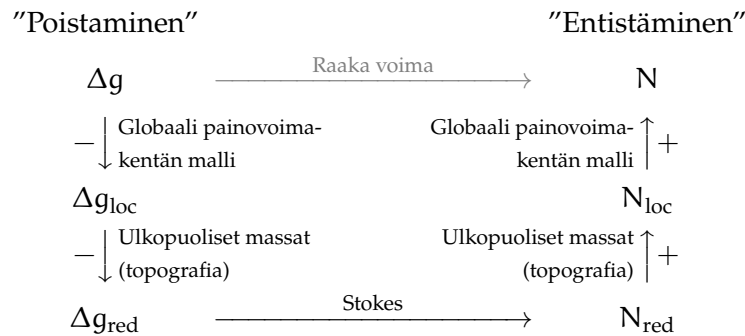 ”Poistaminen” ”Entistäminen”
Δg Raaka voima N
− Globaali painovoima- Globaali painovoima- +
kentän malli kentän malli
Δg_loc N_loc
− Ulkopuoliset massat Ulkopuoliset massat +
(topografia) (topografia)
Δg_red Stokes N_red